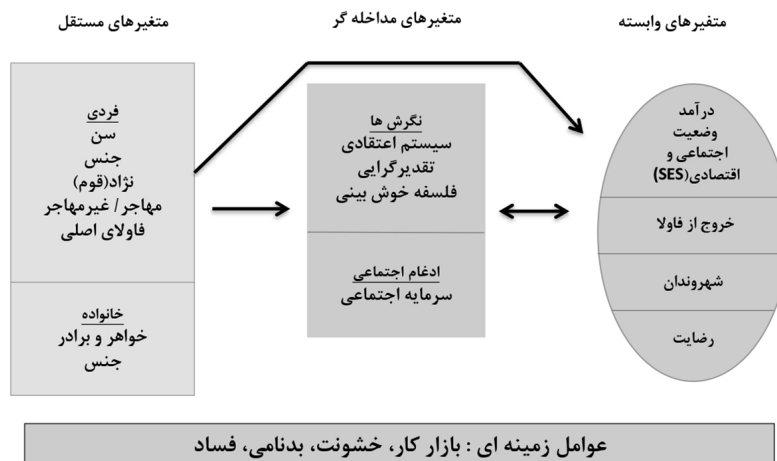 متغیرهای مستقل
متغیرهای مداخله گر
متغیرهای وابسته
فردی
سن
جنس
نژاد(قوم)
مهاجر/ غیرمهاجر
فاولای اصلی
خانواده
خواهر و برادر
جنس
نگرش ها
سیستم اعتقادی
تقدیرگرایی
فلسفه خوش بینی
ادغام اجتماعی
سرمایه اجتماعی
درآمد
وضعیت
اجتماعی و
اقتصادی(SES)
خروج از فاولا
شهروندان
رضایت
عوامل زمینه ای : بازار کار، خشونت، بدنامی، فساد